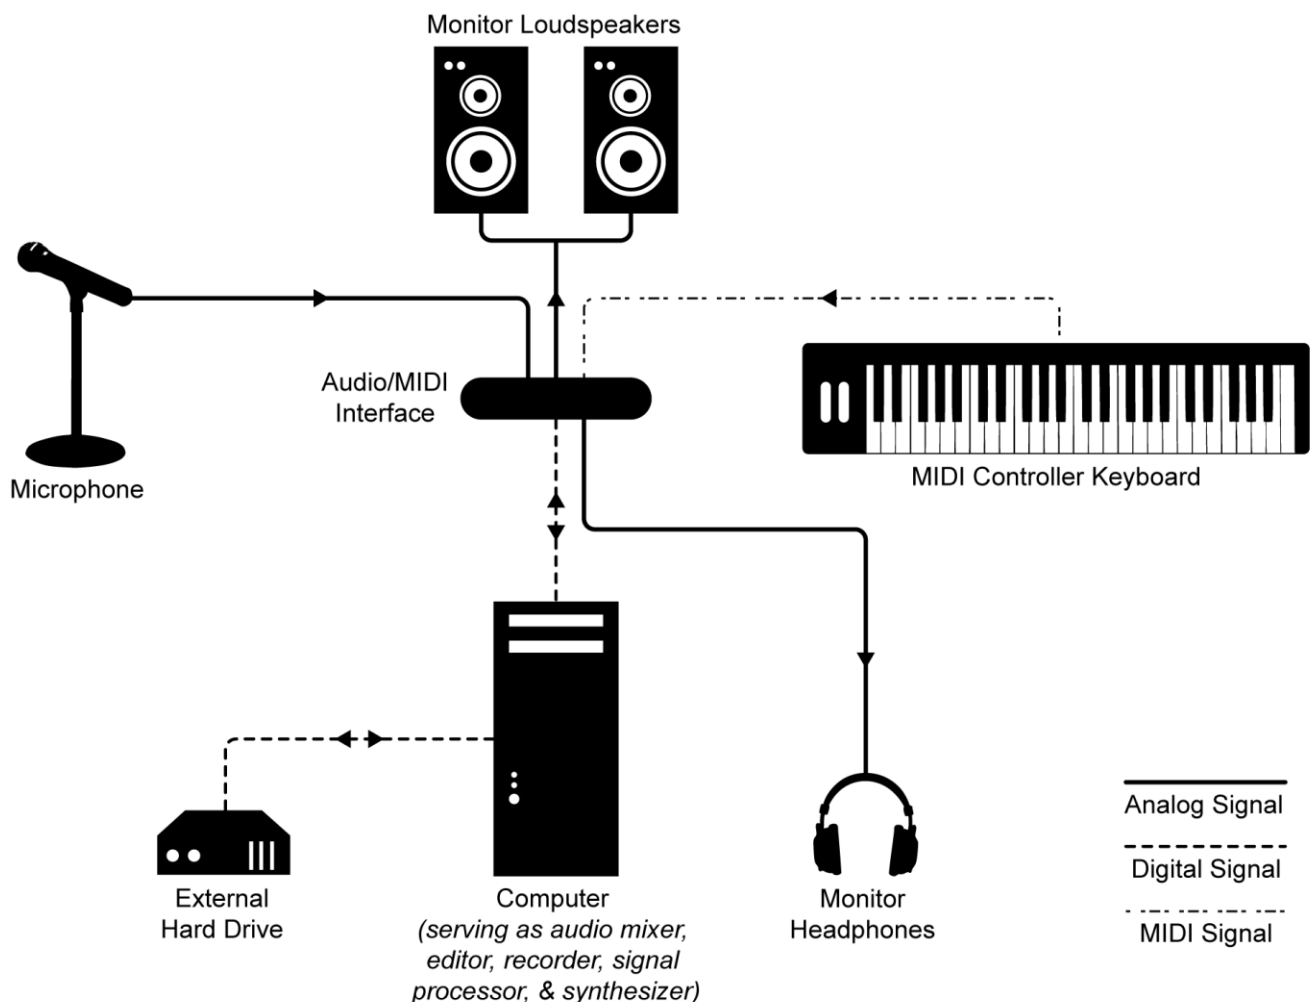 Monitor Loudspeakers
Audio/MIDI
Interface
Microphone
MIDI Controller Keyboard
External
Hard Drive
Computer
(serving as audio mixer,
editor, recorder, signal
processor, & synthesizer)
Monitor
Headphones
Analog Signal
Digital Signal
MIDI Signal